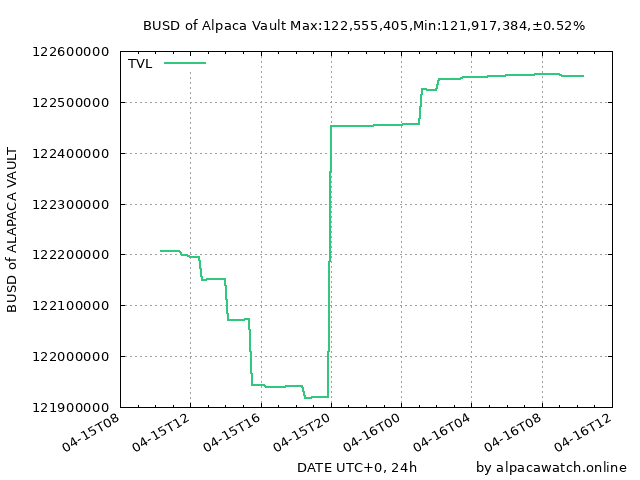 BUSD of Alpaca Vault Max:122,555,405,Min:121,917,384,±0.52%
TVL
122600000
122500000
122400000
122300000
122200000
122100000
122000000
121900000
BUSD of ALAPACA VAULT
04-15T08
04-15T12
04-15T16
04-15T20
04-16T00
04-16T04
04-16T08
04-16T12
DATE UTC+0, 24h
by alpacawatch.online